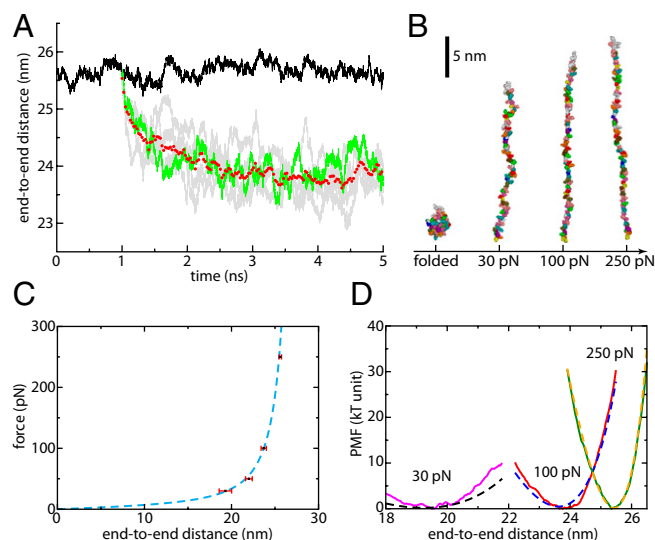 A
B
26
25
24
23
end-to-end distance (nm)
0 1 2 3 4 5
time (ns)
5 nm
folded 30 pN 100 pN 250 pN
C
D
300
200
100
0
force (pN)
0 10 20 30
end-to-end distance (nm)
40
30
20
10
0
PMF (kT unit)
30 pN
100 pN
250 pN
18 20 22 24 26
end-to-end distance (nm)